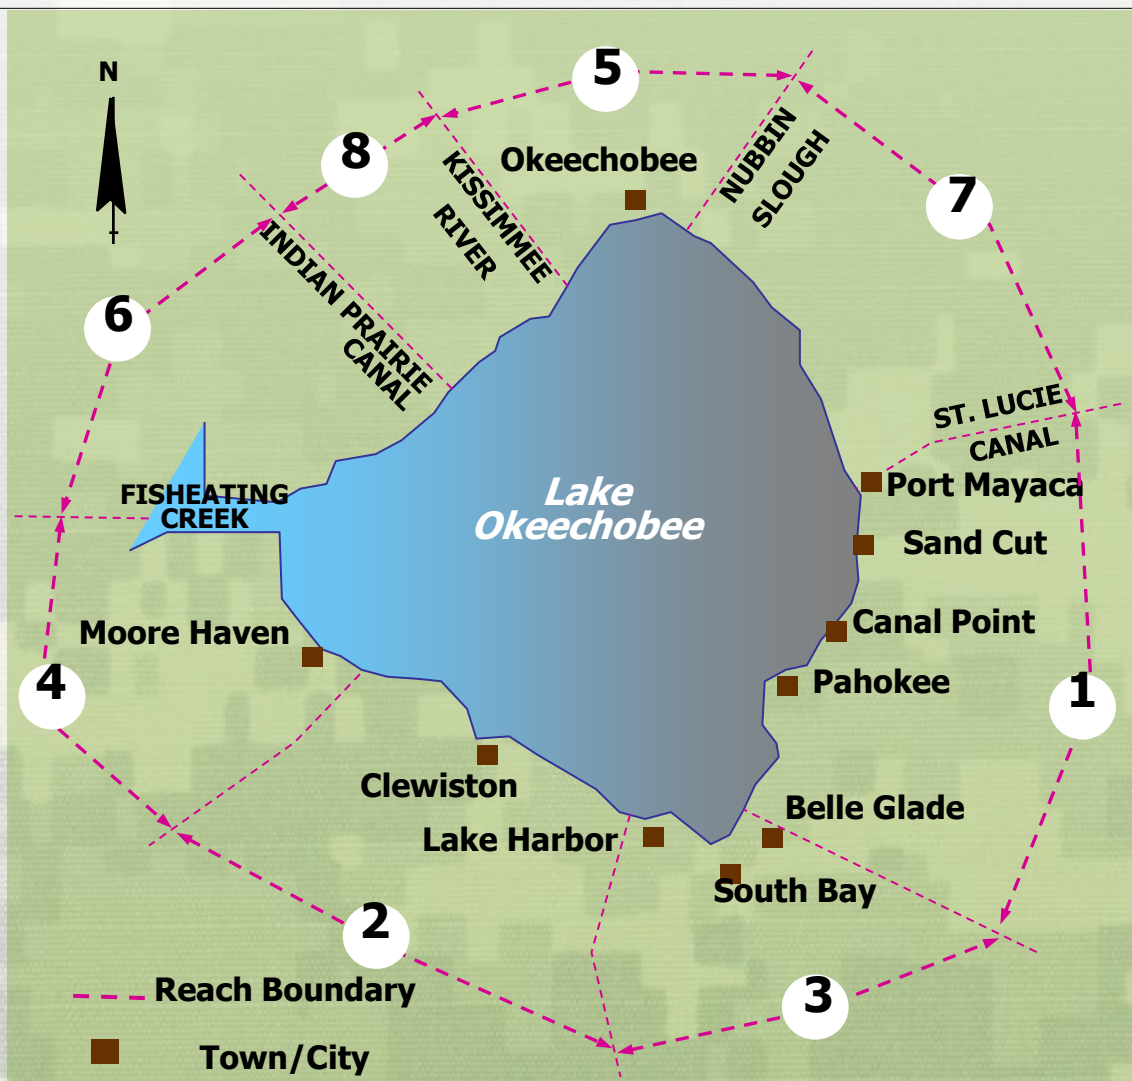 N
5
8
KISSIMMEE
RIVER
Okeechobee
NUBBIN
SLOUGH
7
INDIAN PRAIRIE
CANAL
6
ST. LUCIE
CANAL
FISHEATING
CREEK
Lake
Okeechobee
Port Mayaca
Sand Cut
Moore Haven
Canal Point
4
Pahokee
1
Clewiston
Belle Glade
Lake Harbor
South Bay
2
3
Reach Boundary
Town/City